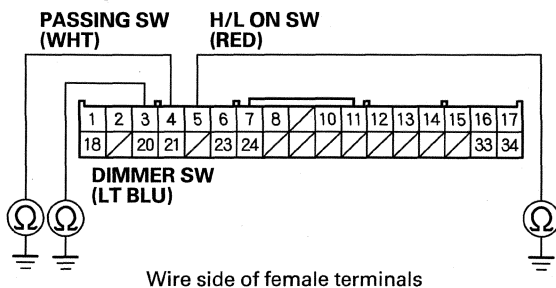 PASSING SW
(WHT)
H/L ON SW
(RED)
1 2 3 4 5 6 7 8 10 11 12 13 14 15 16 17
18 20 21 23 24 33 34
DIMMER SW
(LT BLU)
Ω Ω Ω
Wire side of female terminals